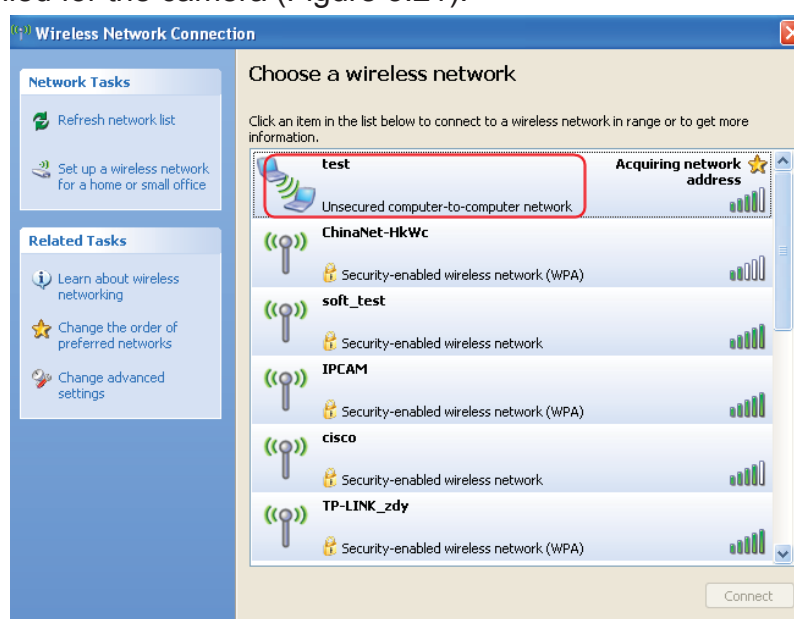 for the camera (Figure
Wireless Network Connection
Network Tasks
Refresh network list
Set up a wireless network
for a home or small office
Related Tasks
Learn about wireless
networking
Change the order of
preferred networks
Change advanced
settings
Choose a wireless network
Click an item in the list below to connect to a wireless network in range or to get more
information.
test
Acquiring network
address
Unsecured computer-to-computer network
ChinaNet-HkWc
Security-enabled wireless network (WPA)
soft_test
Security-enabled wireless network
IPCAM
Security-enabled wireless network (WPA)
cisco
Security-enabled wireless network
TP-LINK_zdy
Security-enabled wireless network (WPA)
Connect